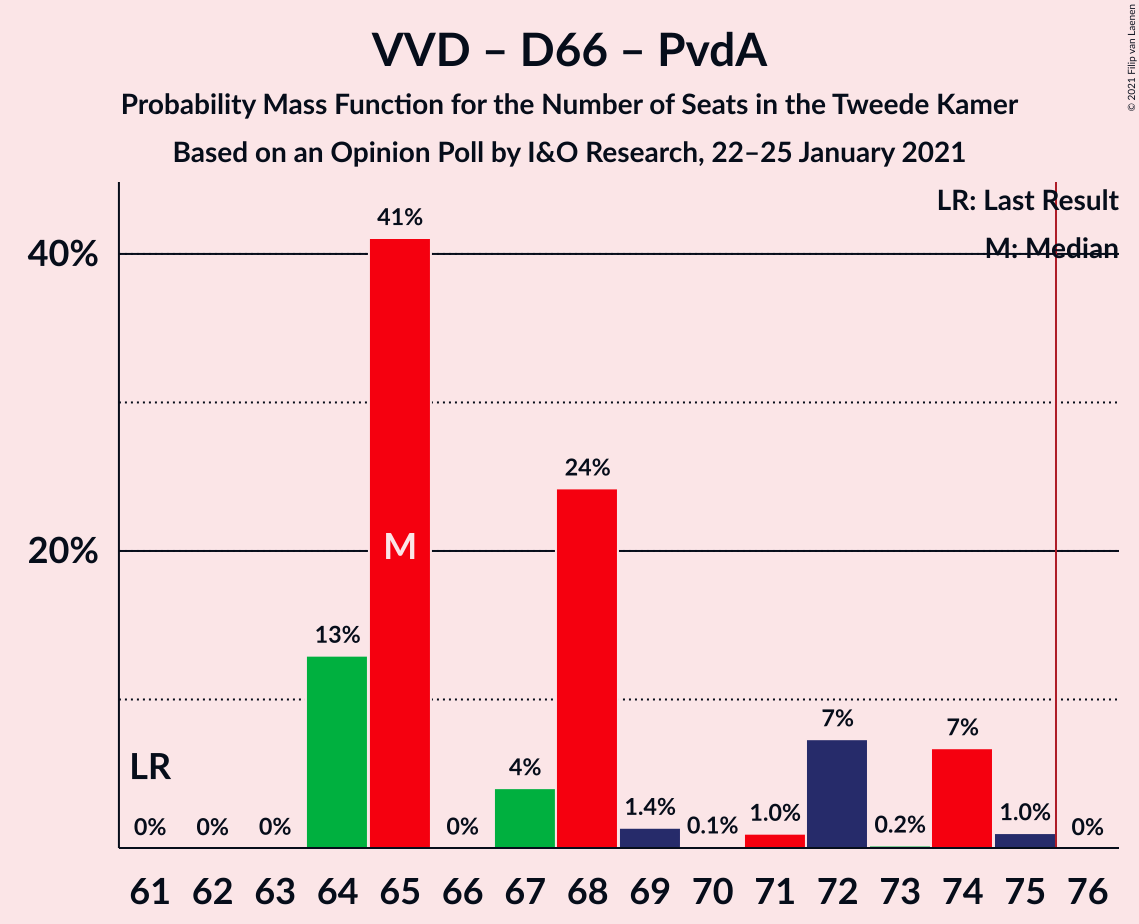 VVD – D66 – PvdA
Probability Mass Function for the Number of Seats in the Tweede Kamer
Based on an Opinion Poll by I&O Research, 22–25 January 2021
© 2021 Filip van Laenen
LR: Last Result
M: Median
40%
20%
41%
24%
13%
7%
7%
4%
1.4%
0.1%
1.0%
0.2%
1.0%
0%
0%
0%
0%
0%
LR
M
61 62 63 64 65 66 67 68 69 70 71 72 73 74 75 76